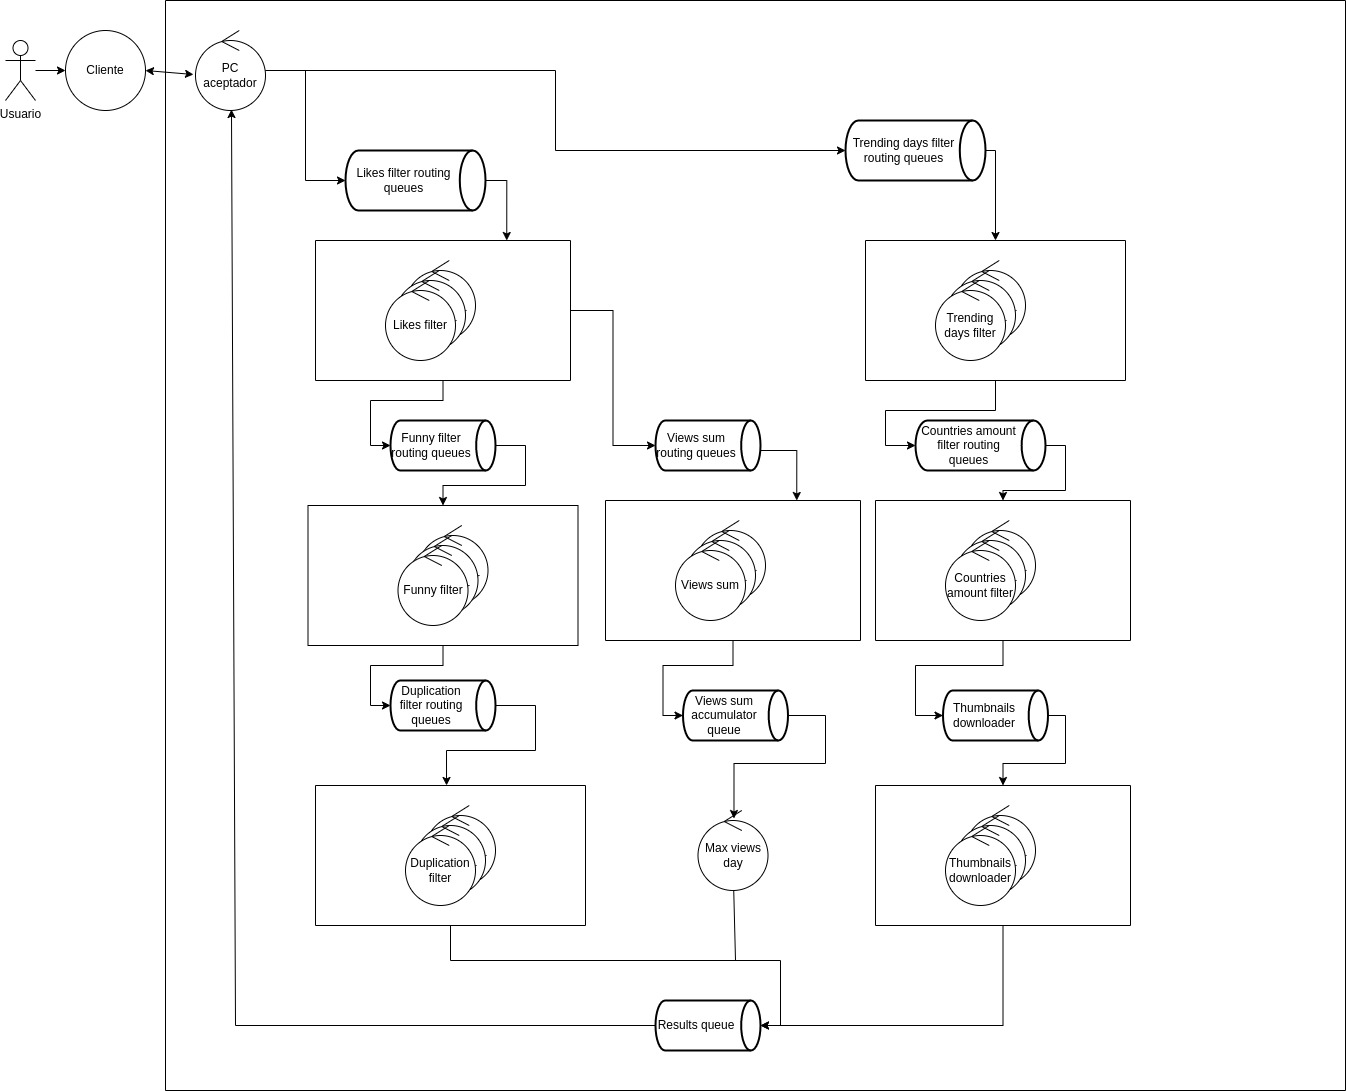 Usuario
Cliente
PC
aceptador
Trending days filter
routing queues
Likes filter routing
queues
Likes filter
Trending
days filter
Funny filter
routing queues
Views sum
routing queues
Countries amount
filter routing
queues
Funny filter
Views sum
Countries
amount filter
Duplication
filter routing
queues
Views sum
accumulator
queue
Thumbnails
downloader
Duplication
filter
Max views
day
Thumbnails
downloader
Results queue